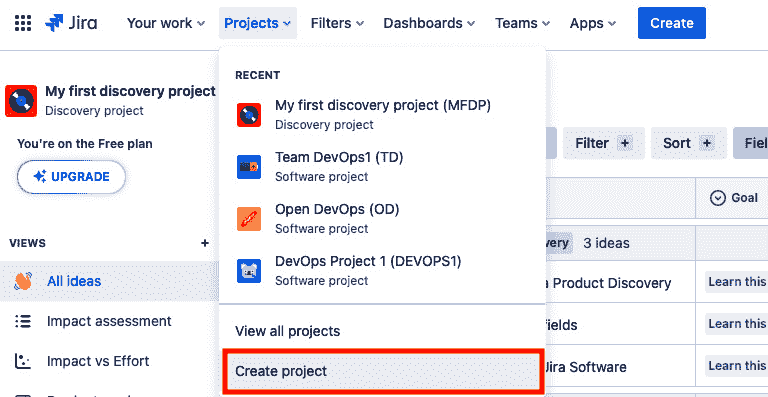 Jira
Your work
Projects
Filters
Dashboards
Teams
Apps
Create
My first discovery project
Discovery project
You're on the Free plan
UPGRADE
VIEWS +
All ideas
Impact assessment
Impact vs Effort
RECENT
My first discovery project (MFDP)
Discovery project
Team DevOps1 (TD)
Software project
Open DevOps (OD)
Software project
DevOps Project 1 (DEVOPS1)
Software project
View all projects
Create project
Filter +
Sort +
Goal
3 ideas
Product Discovery
Learn this
Learn this
Jira Software
Learn this